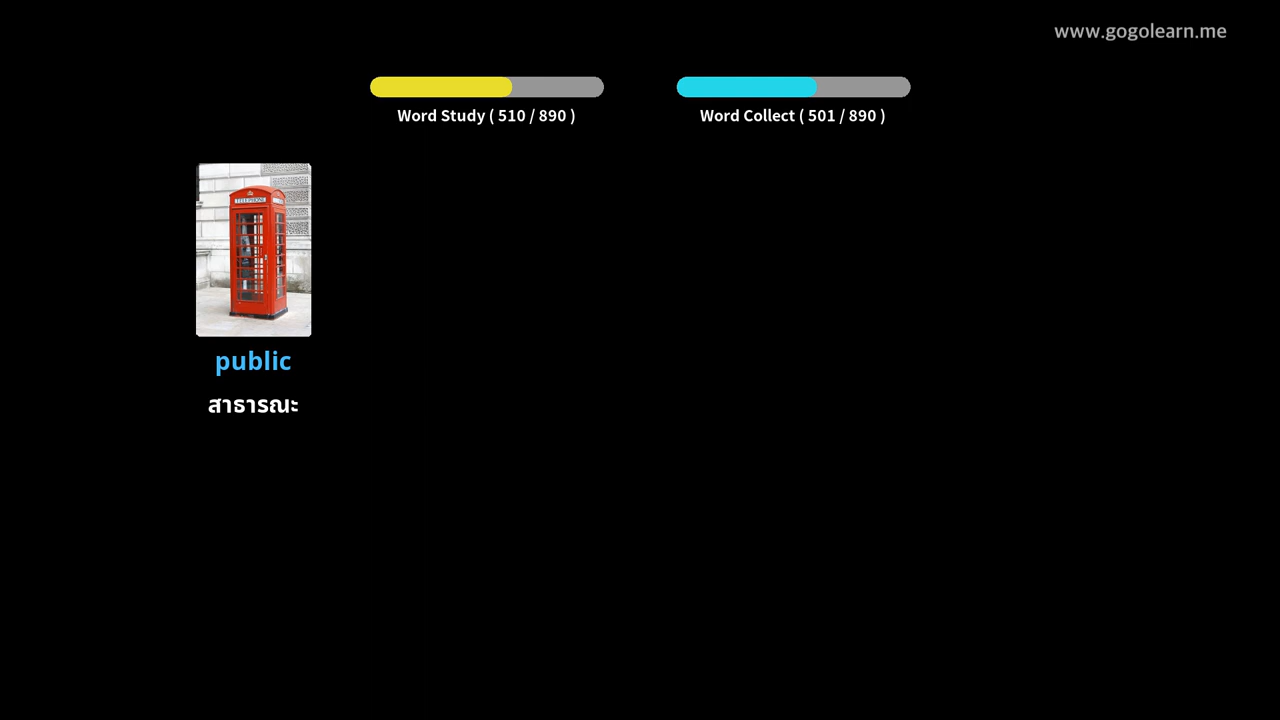 www.gogolearn.me
Word Study ( 510 / 890 )
Word Collect ( 501 / 890 )
TELEPHONE
public
สาธารณะ